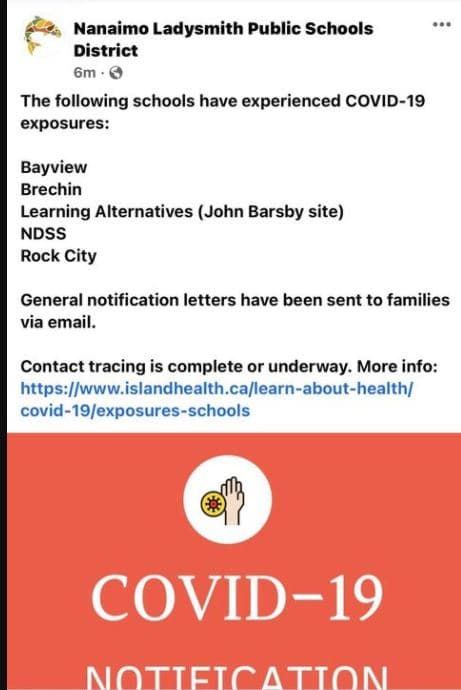 Nanaimo Ladysmith Public Schools
District
6m ·
The following schools have experienced COVID-19
exposures:
Bayview
Brechin
Learning Alternatives (John Barsby site)
NDSS
Rock City
General notification letters have been sent to families
via email.
Contact tracing is complete or underway. More info:
https://www.islandhealth.ca/learn-about-health/
covid-19/exposures-schools
COVID-19
NOTIFICATION